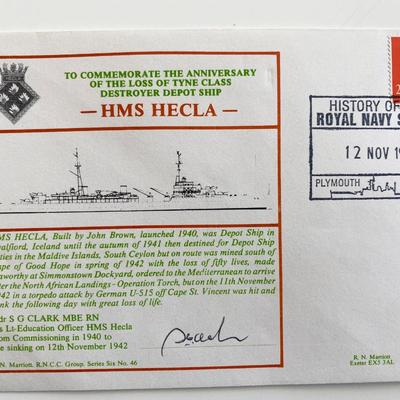 TO COMMEMORATE THE ANNIVERSARY
OF THE LOSS OF TYNE CLASS
DESTROYER DEPOT SHIP
— HMS HECLA —
HISTORY OF
ROYAL NAVY S
12 NOV 19
PLYMOUTH
MS HECLA, Built by John Brown, launched 1940, was Depot Ship in
valfjord, Iceland until the autumn of 1941 then destined for Depot Ship
ties in the Maldive Islands, South Ceylon but on route was mined south of
ape of Good Hope in spring of 1942 with the loss of fifty lives, made
aworthy at Simmonstown Dockyard, ordered to the Mediterranean to arrive
ter the North African Landings - Operation Torch, but on the 11th November
42 in a torpedo attack by German U-515 off Cape St. Vincent was hit and
nk the following day with great loss of life.
dr S G CLARK MBE RN
s Lt-Education Officer HMS Hecla
om Commissioning in 1940 to
e sinking on 12th November 1942
N. Marriott. R.N.C.C. Group. Series Six No. 46
R. N. Marriott
Exeter EX5 3AL